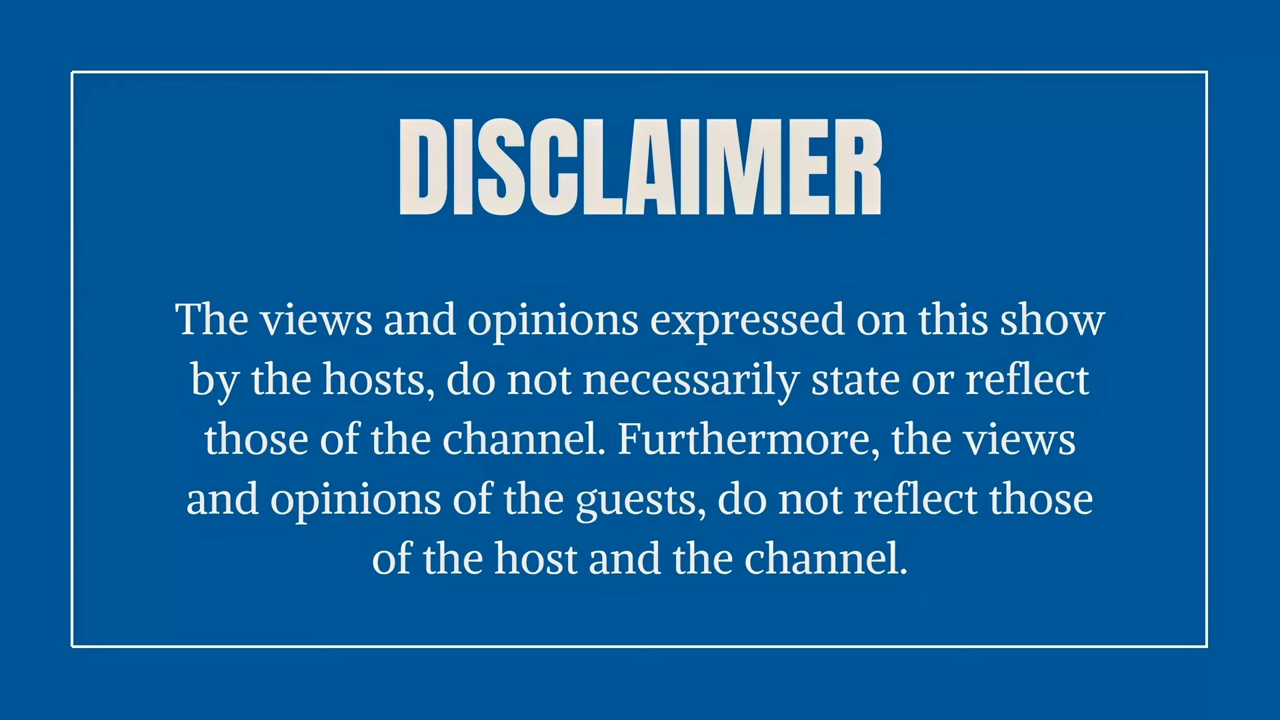 DISCLAIMER
The views and opinions expressed on this show
by the hosts, do not necessarily state or reflect
those of the channel. Furthermore, the views
and opinions of the guests, do not reflect those
of the host and the channel.